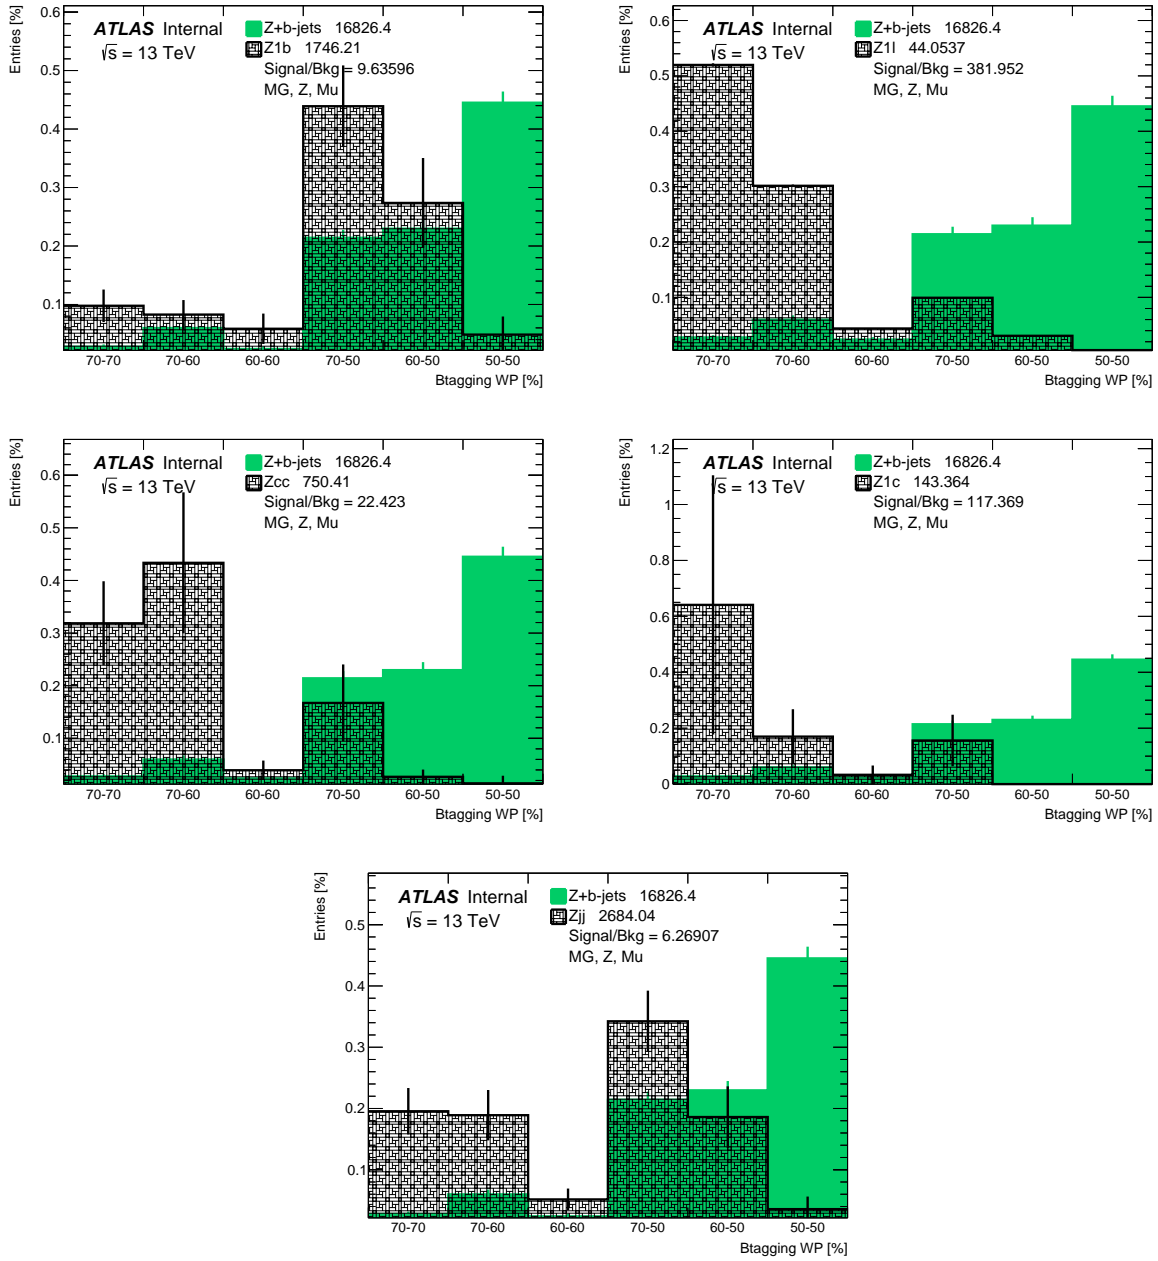 Entries [%]
0.6
0.5
0.4
0.3
0.2
0.1
ATLAS Internal
√s = 13 TeV
Z+b-jets 16826.4
Z1b 1746.21
Signal/Bkg = 9.63596
MG, Z, Mu
70-70 70-60 60-60 70-50 60-50 50-50
Btagging WP [%]
Entries [%]
0.6
0.5
0.4
0.3
0.2
0.1
ATLAS Internal
√s = 13 TeV
Z+b-jets 16826.4
Z1l 44.0537
Signal/Bkg = 381.952
MG, Z, Mu
70-70 70-60 60-60 70-50 60-50 50-50
Btagging WP [%]
Entries [%]
0.6
0.5
0.4
0.3
0.2
0.1
ATLAS Internal
√s = 13 TeV
Z+b-jets 16826.4
Zcc 750.41
Signal/Bkg = 22.423
MG, Z, Mu
70-70 70-60 60-60 70-50 60-50 50-50
Btagging WP [%]
Entries [%]
1.2
1
0.8
0.6
0.4
0.2
0
ATLAS Internal
√s = 13 TeV
Z+b-jets 16826.4
Z1c 143.364
Signal/Bkg = 117.369
MG, Z, Mu
70-70 70-60 60-60 70-50 60-50 50-50
Btagging WP [%]
Entries [%]
0.5
0.4
0.3
0.2
0.1
ATLAS Internal
√s = 13 TeV
Z+b-jets 16826.4
Zjj 2684.04
Signal/Bkg = 6.26907
MG, Z, Mu
70-70 70-60 60-60 70-50 60-50 50-50
Btagging WP [%]